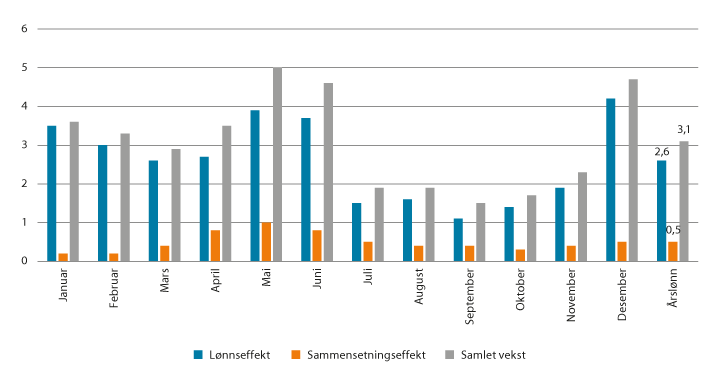 6
5
4
3
2
1
0
3,1
2,6
0,5
Januar
Februar
Mars
April
Mai
Juni
Juli
August
September
Oktober
November
Desember
Årslønn
Lønnseffekt Sammensetningseffekt Samlet vekst